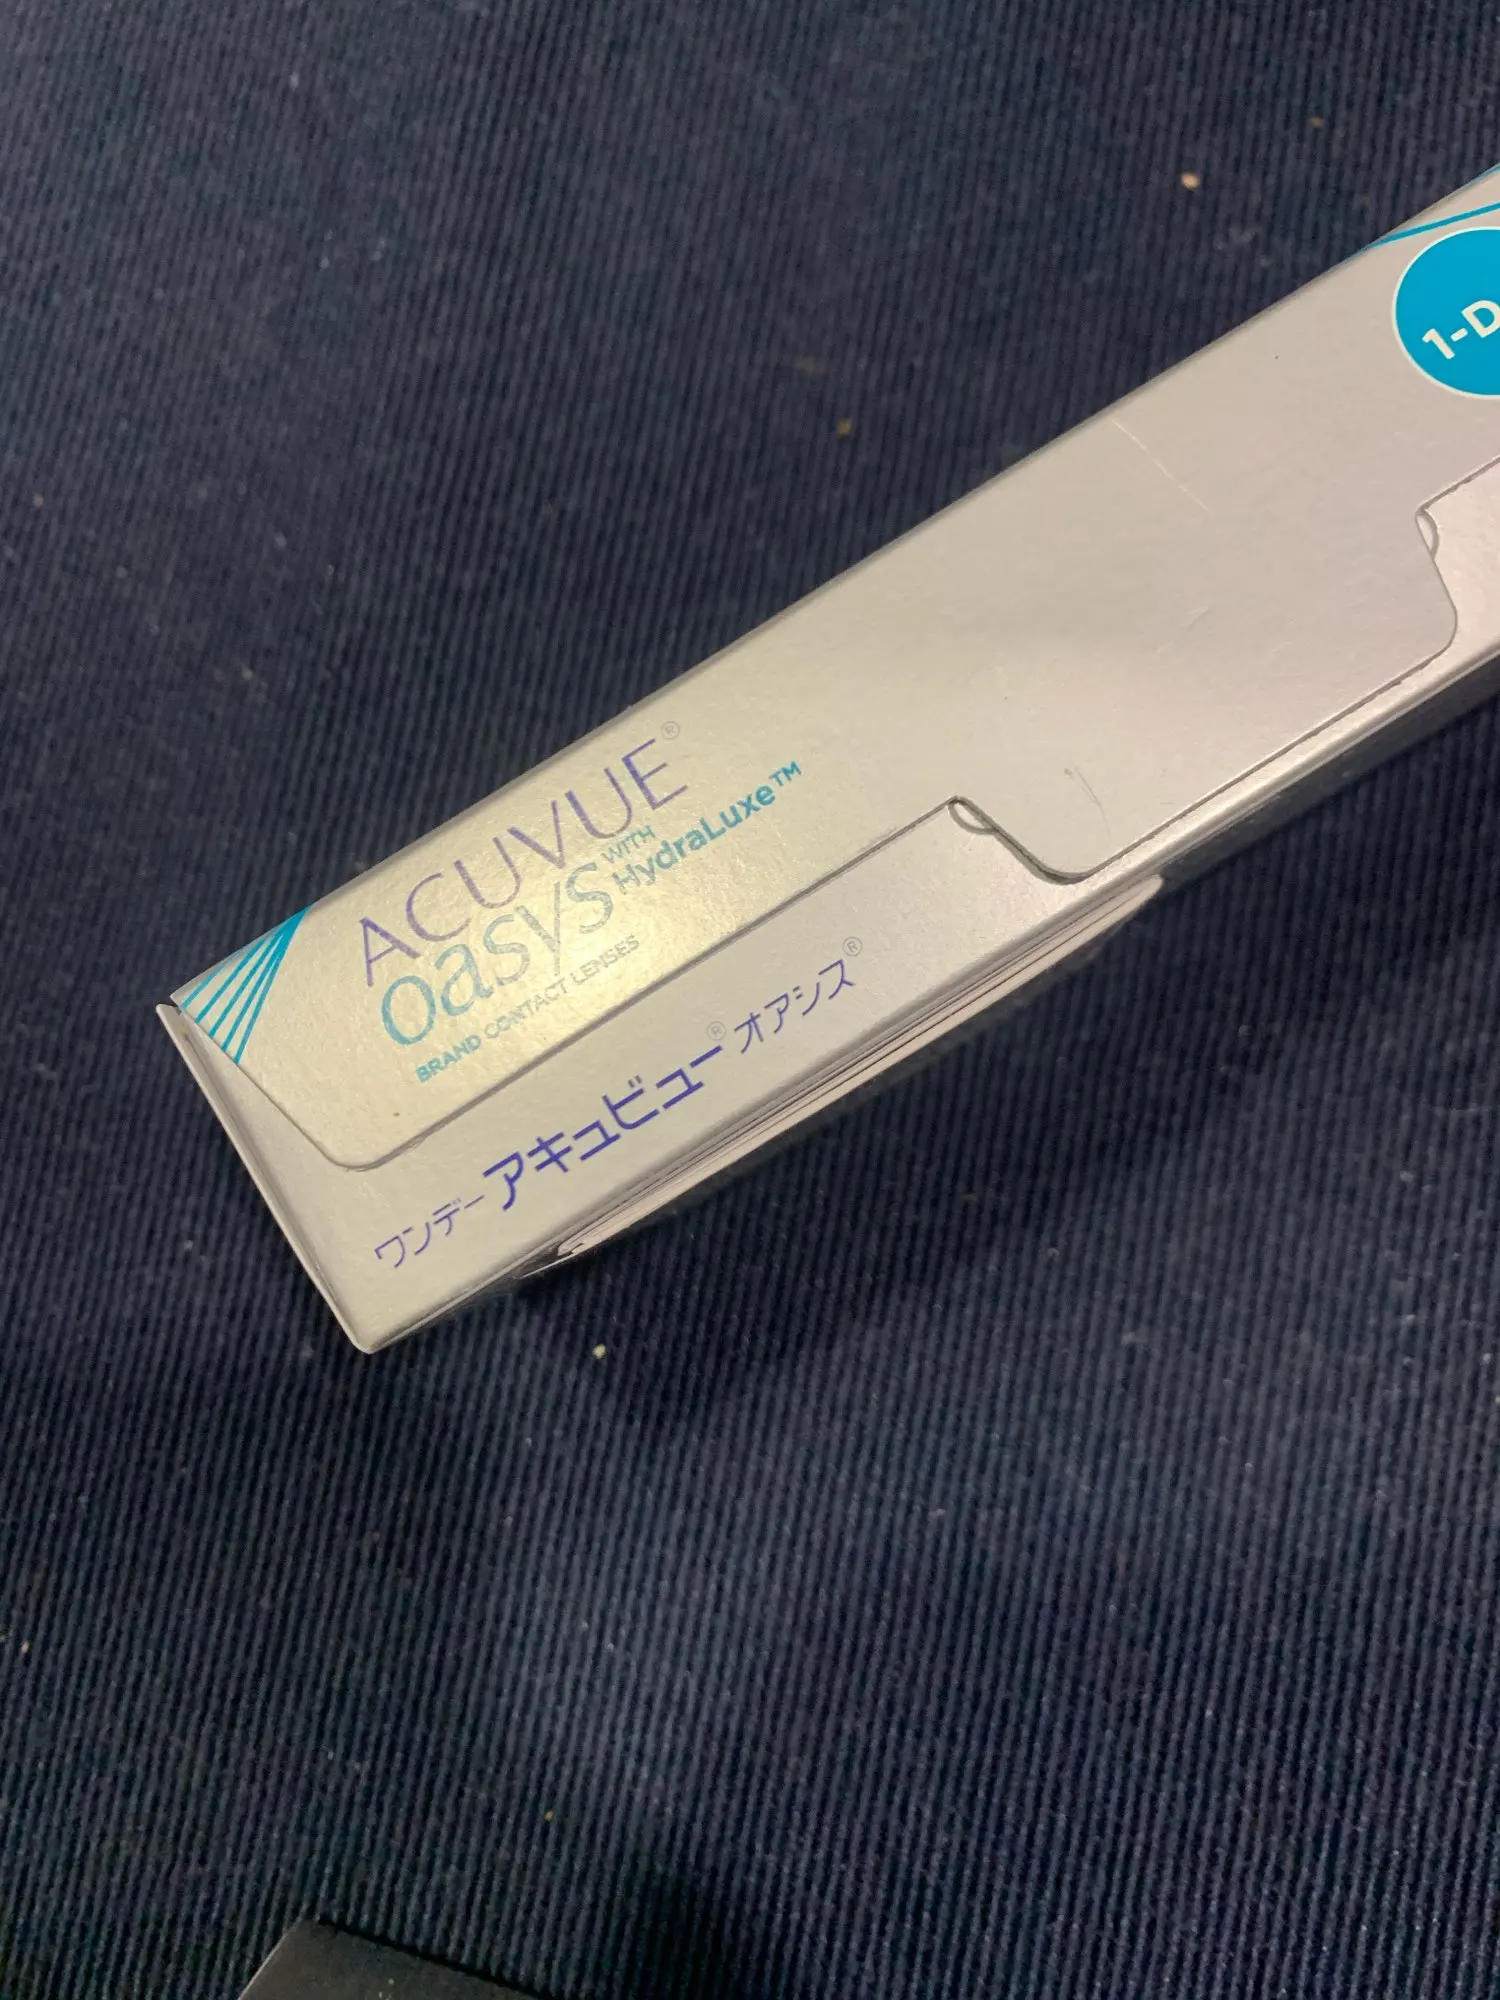 ACUVUE®
oasys WITH HydraLuxe™
BRAND CONTACT LENSES
ワンデー アキュビュー® オアシス®
1-D